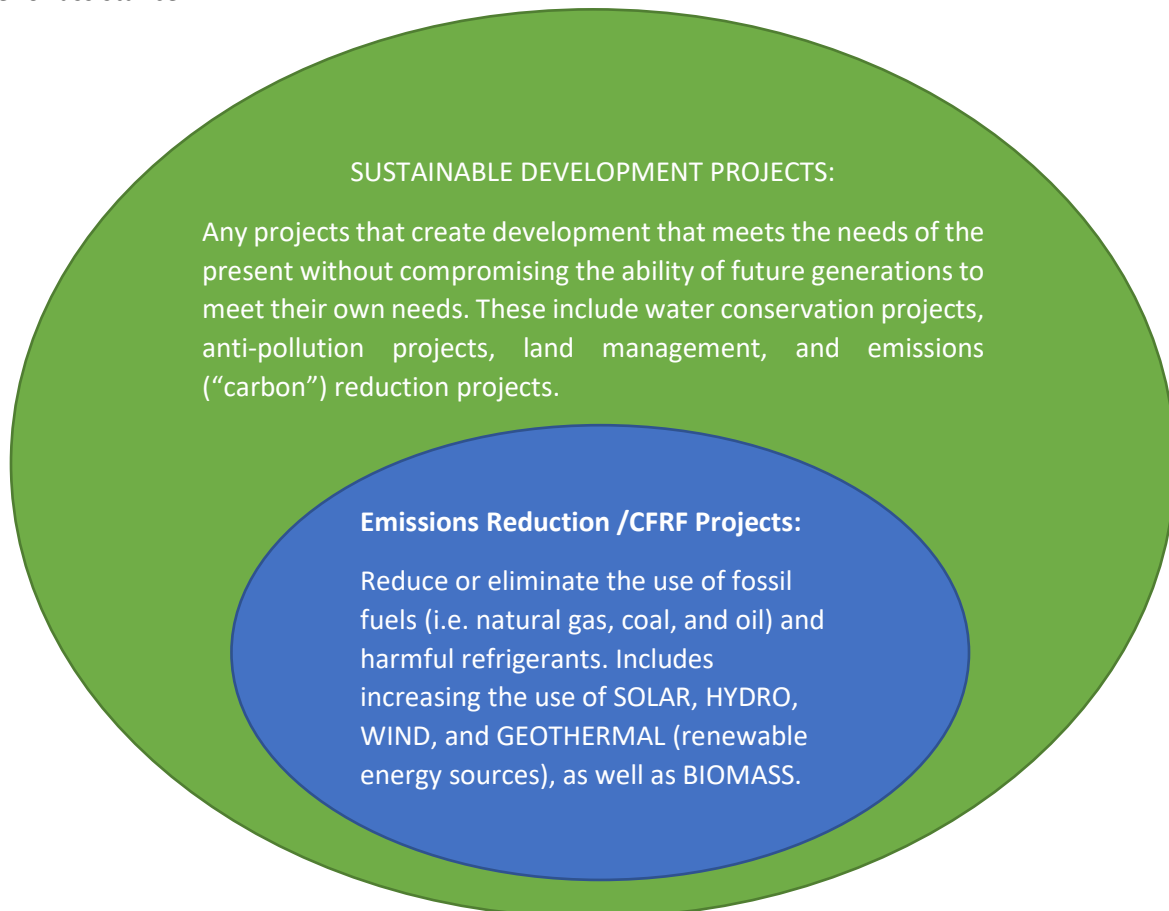 SUSTAINABLE DEVELOPMENT PROJECTS:
Any projects that create development that meets the needs of the
present without compromising the ability of future generations to
meet their own needs. These include water conservation projects,
anti-pollution projects, land management, and emissions
(“carbon”) reduction projects.
Emissions Reduction /CFRF Projects:
Reduce or eliminate the use of fossil
fuels (i.e. natural gas, coal, and oil) and
harmful refrigerants. Includes
increasing the use of SOLAR, HYDRO,
WIND, and GEOTHERMAL (renewable
energy sources), as well as BIOMASS.